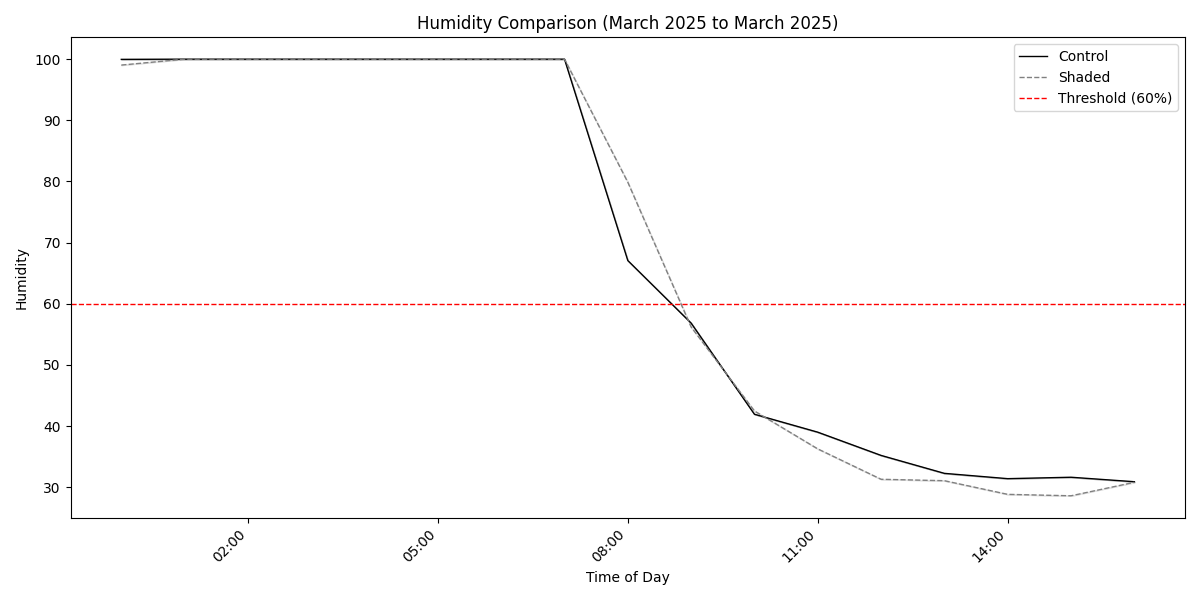 Humidity Comparison (March 2025 to March 2025)
Control
Shaded
Threshold (60%)
100
90
80
70
60
50
40
30
Humidity
02:00
05:00
08:00
11:00
14:00
Time of Day